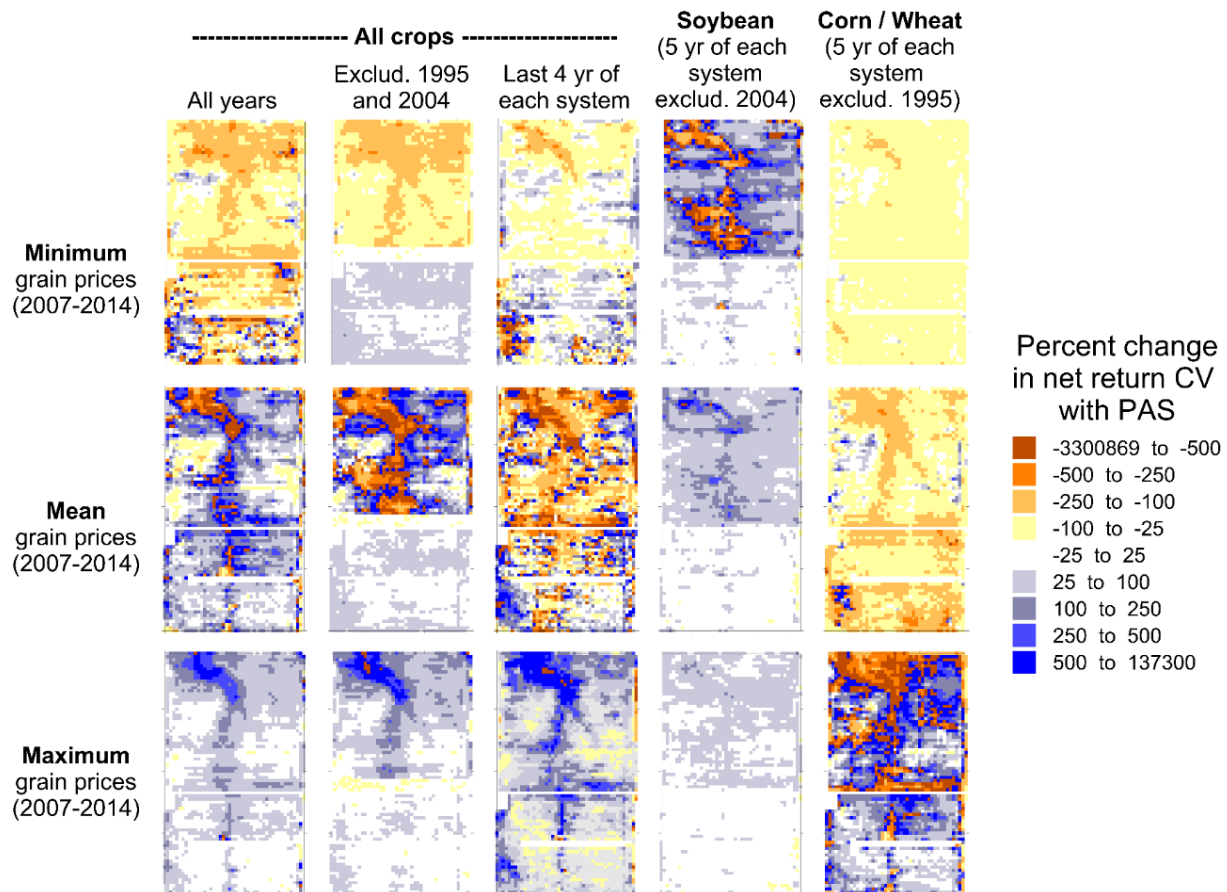 -------------------- All crops --------------------
All years
Exclud. 1995
and 2004
Last 4 yr of
each system
Soybean
(5 yr of each
system
exclud. 2004)
Corn / Wheat
(5 yr of each
system
exclud. 1995)
Minimum
grain prices
(2007-2014)
Mean
grain prices
(2007-2014)
Maximum
grain prices
(2007-2014)
Percent change
in net return CV
with PAS
-3300869 to -500
-500 to -250
-250 to -100
-100 to -25
-25 to 25
25 to 100
100 to 250
250 to 500
500 to 137300